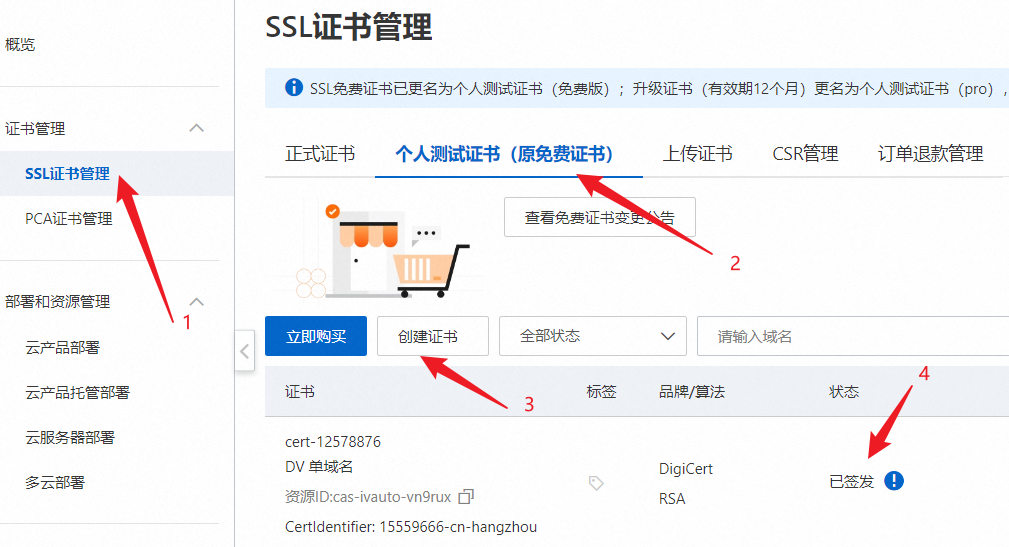 概览
证书管理
SSL证书管理
PCA证书管理
部署和资源管理
云产品部署
云产品托管部署
云服务器部署
多云部署
SSL证书管理
SSL免费证书已更名为个人测试证书（免费版）；升级证书（有效期12个月）更名为个人测试证书（pro），
正式证书 个人测试证书（原免费证书） 上传证书 CSR管理 订单退款管理
查看免费证书变更公告
2
1
立即购买 创建证书 全部状态 请输入域名
3
4
证书 标签 品牌/算法 状态
cert-12578876
DV 单域名
资源ID:cas-ivauto-vn9rux
CertIdentifier: 15559666-cn-hangzhou
DigiCert
RSA
已签发